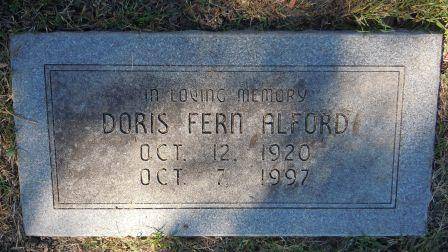 IN LOVING MEMORY
DORIS FERN ALFORD
OCT. 12, 1920
OCT. 7, 1997